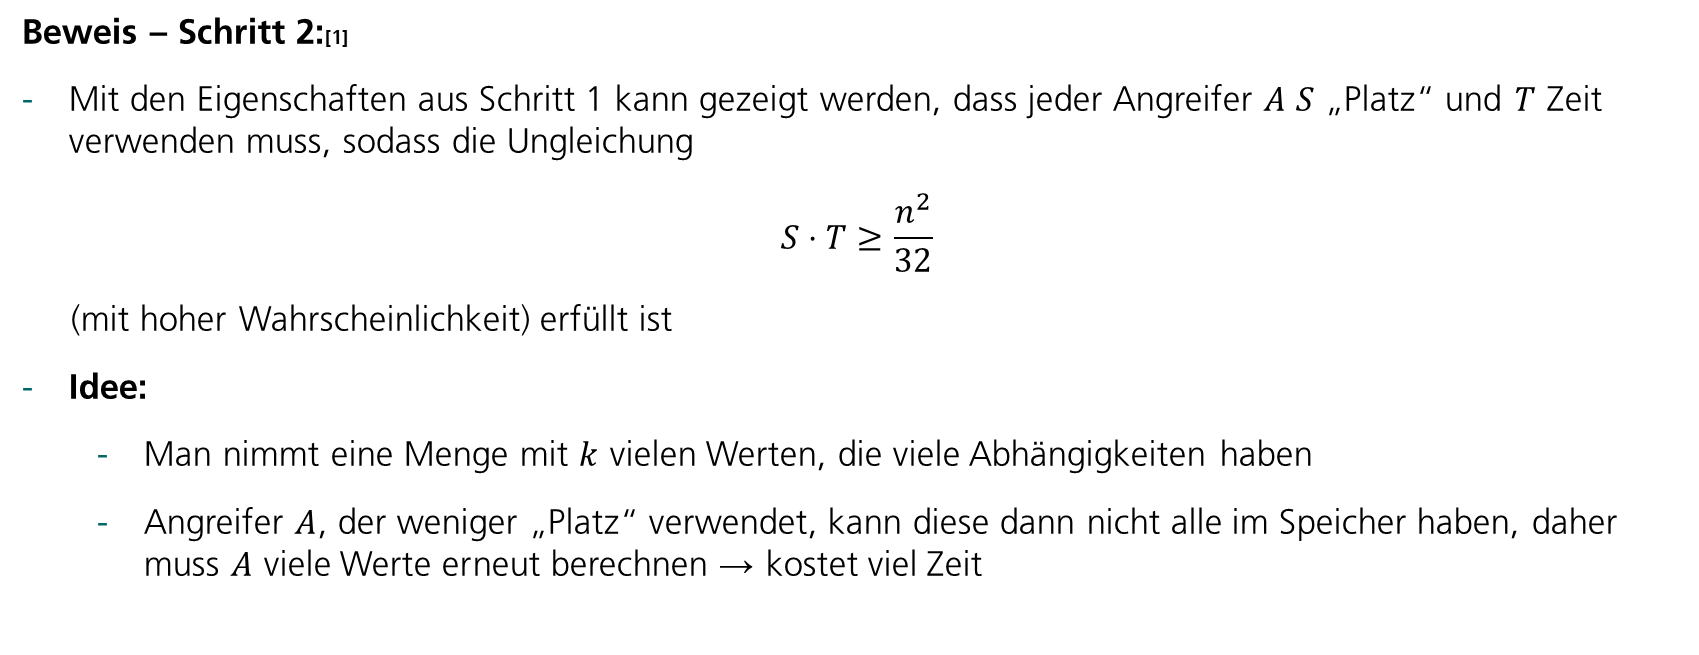 Beweis – Schritt 2:[1]
- Mit den Eigenschaften aus Schritt 1 kann gezeigt werden, dass jeder Angreifer A S „Platz“ und T Zeit
verwenden muss, sodass die Ungleichung
S · T ≥ n²/32
(mit hoher Wahrscheinlichkeit) erfüllt ist
- Idee:
- Man nimmt eine Menge mit k vielen Werten, die viele Abhängigkeiten haben
- Angreifer A, der weniger „Platz“ verwendet, kann diese dann nicht alle im Speicher haben, daher
muss A viele Werte erneut berechnen → kostet viel Zeit